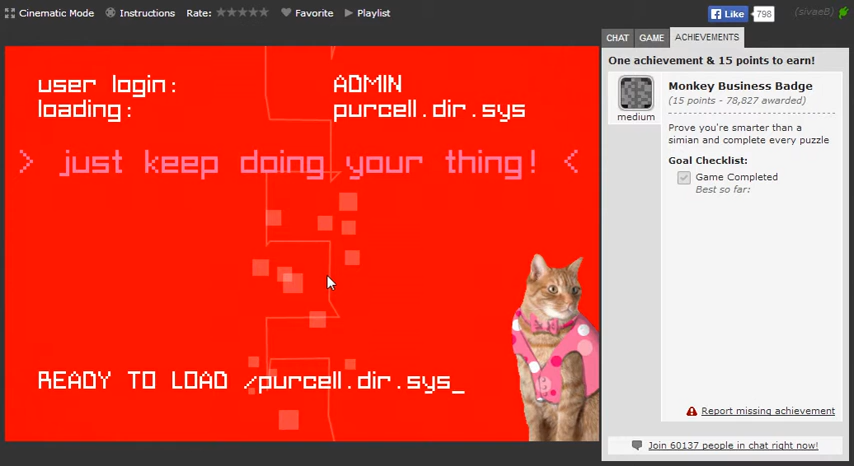 Cinematic Mode Instructions Rate: Favorite Playlist Like 798 (sivaeB)
CHAT GAME ACHIEVEMENTS
user login: ADMIN
loading: purcell.dir.sys
> just keep doing your thing! <
READY TO LOAD /purcell.dir.sys_
One achievement & 15 points to earn!
Monkey Business Badge
(15 points - 78,827 awarded)
medium
Prove you're smarter than a
simian and complete every puzzle
Goal Checklist:
Game Completed
Best so far:
Report missing achievement
Join 60137 people in chat right now!